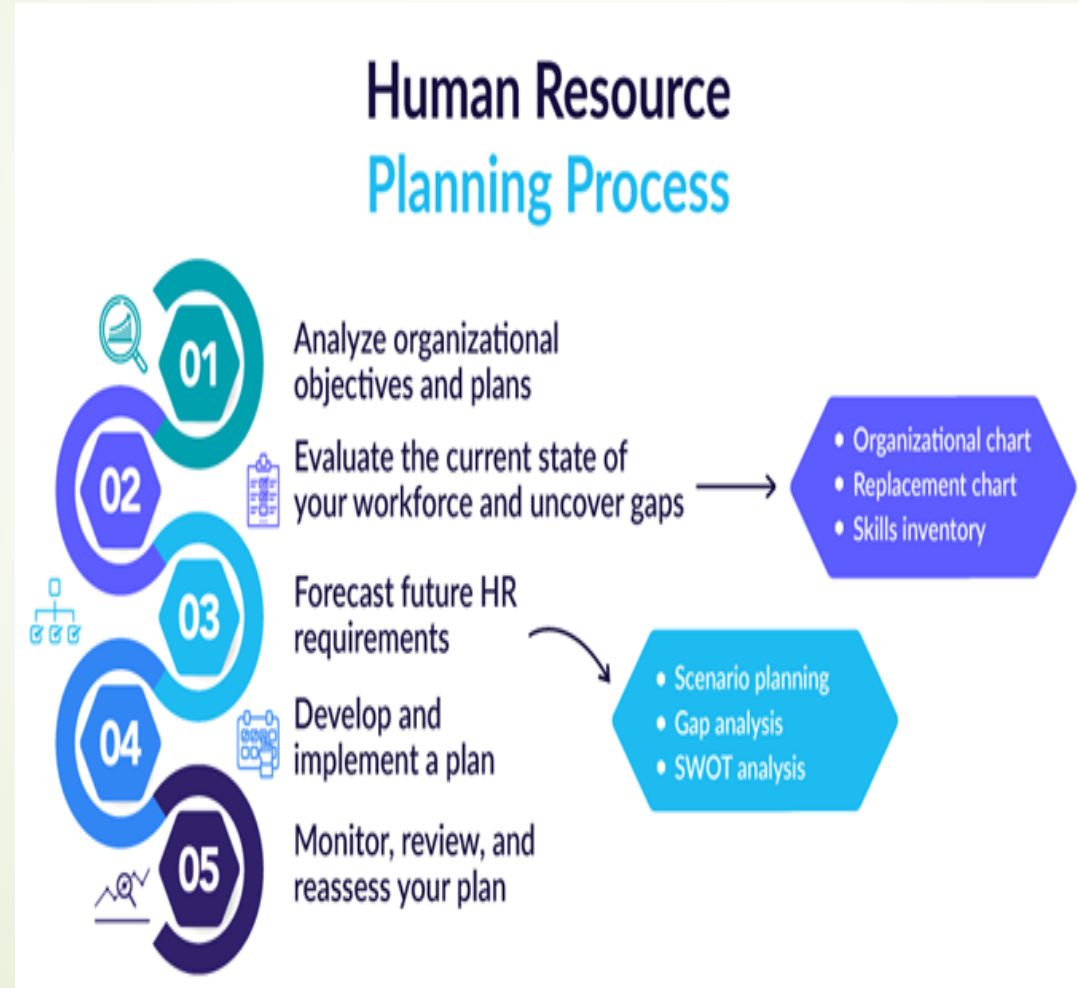 Human Resource
Planning Process
01
Analyze organizational
objectives and plans
02
Evaluate the current state of
your workforce and uncover gaps
• Organizational chart
• Replacement chart
• Skills inventory
03
Forecast future HR
requirements
• Scenario planning
• Gap analysis
• SWOT analysis
04
Develop and
implement a plan
05
Monitor, review, and
reassess your plan